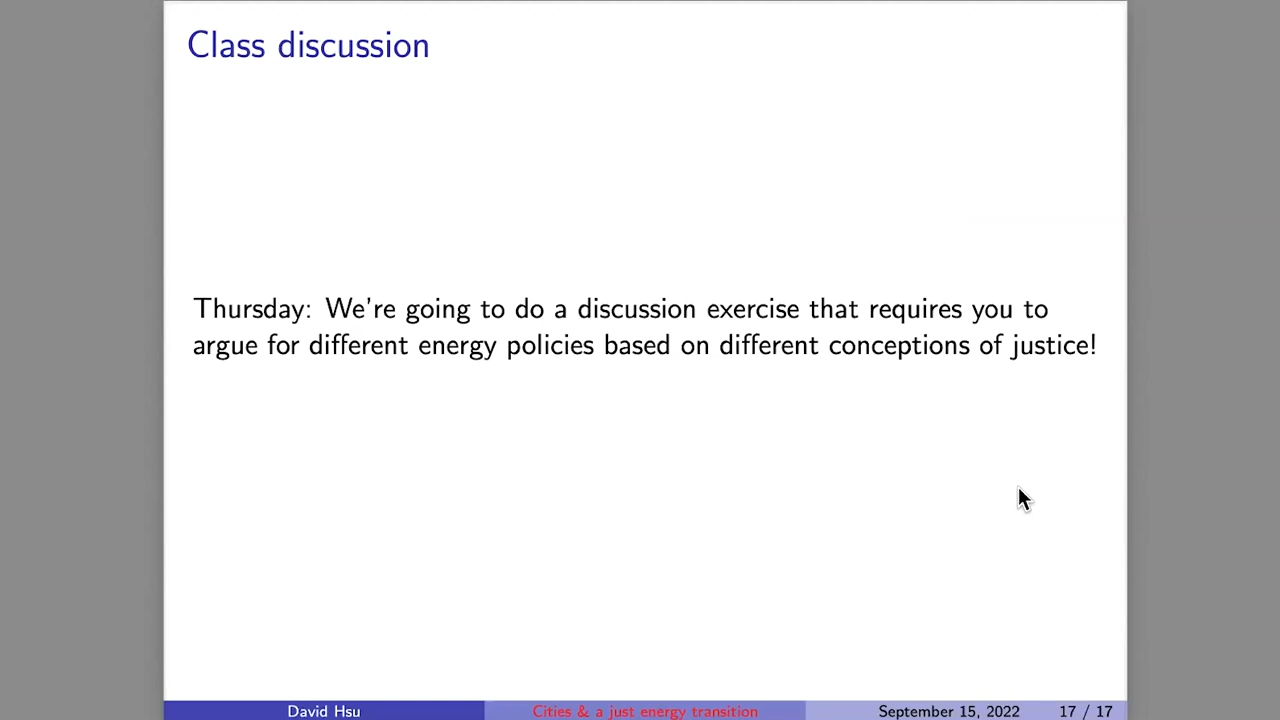 Class discussion
Thursday: We're going to do a discussion exercise that requires you to
argue for different energy policies based on different conceptions of justice!
David Hsu
Cities & a just energy transition
September 15, 2022
17 / 17